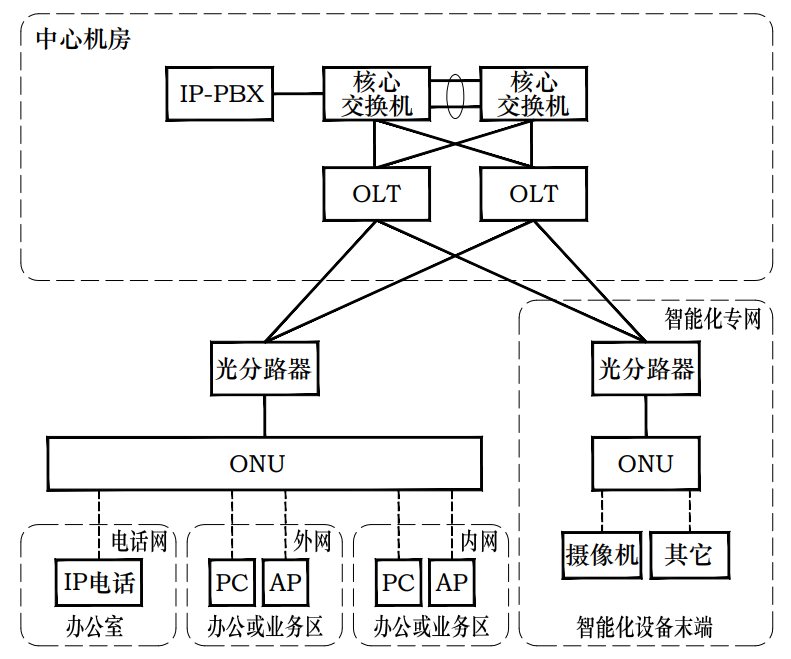 中心机房
IP-PBX
核心
交换机
核心
交换机
OLT
OLT
智能化专网
光分路器
光分路器
ONU
ONU
电话网
外网
内网
IP电话
PC
AP
PC
AP
摄像机
其它
办公室
办公或业务区
办公或业务区
智能化设备末端